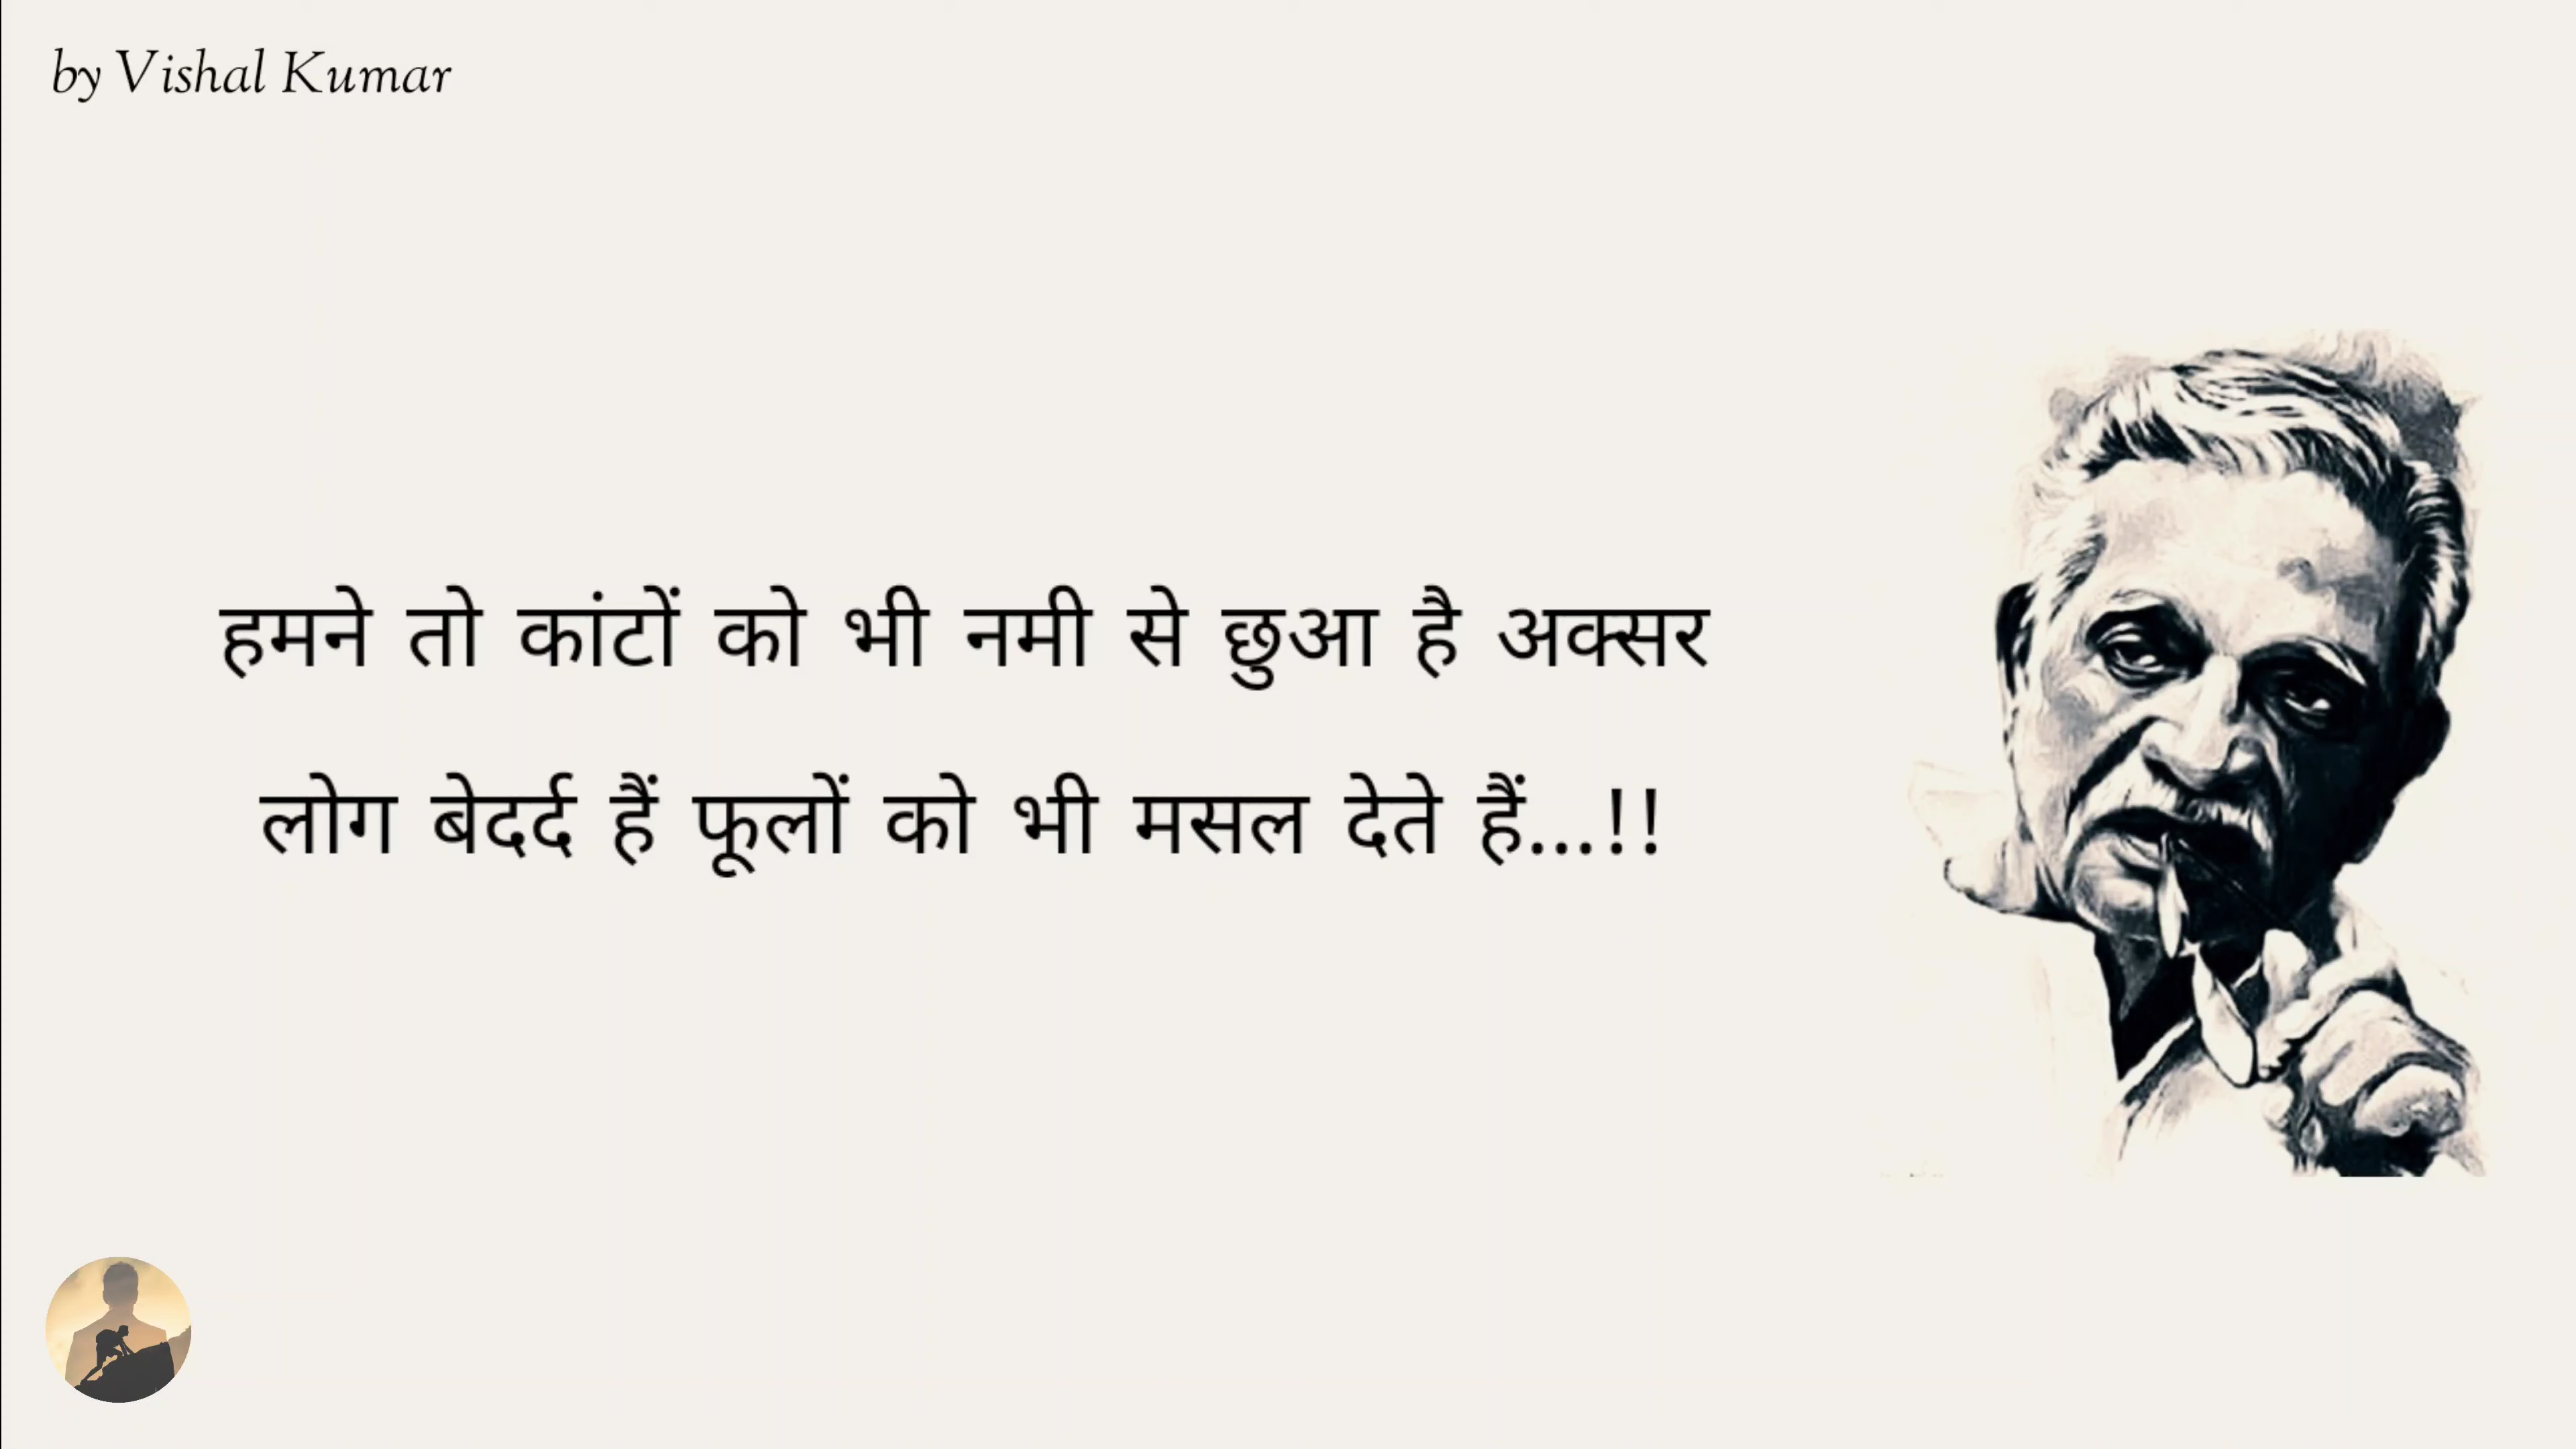 by Vishal Kumar
हमने तो कांटों को भी नमी से छुआ है अक्सर
लोग बेदर्द हैं फूलों को भी मसल देते हैं...!!